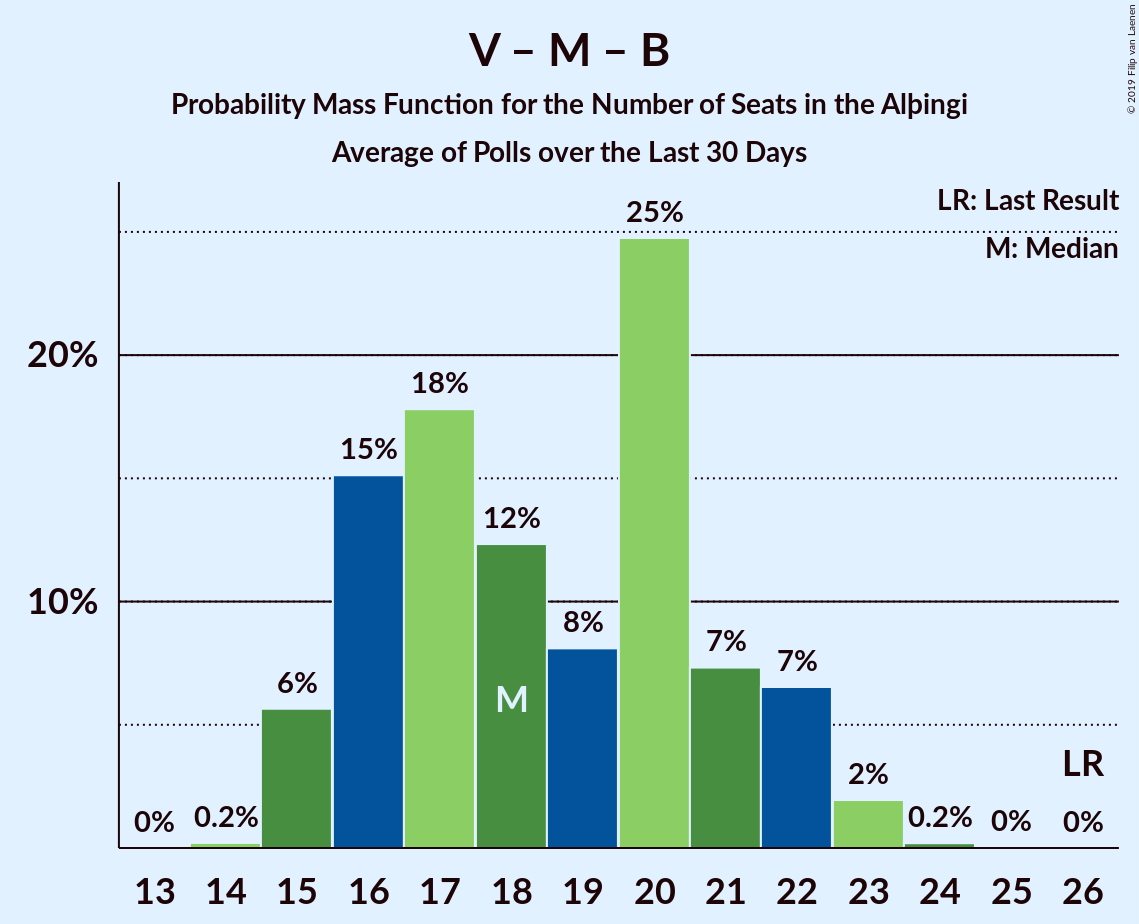 V – M – B
Probability Mass Function for the Number of Seats in the Alþingi
Average of Polls over the Last 30 Days
© 2019 Filip van Laenen
LR: Last Result
M: Median
25%
20%
18%
15%
12%
10%
8%
7%
7%
6%
M
2%
LR
0%
0.2%
0.2%
0%
0%
13 14 15 16 17 18 19 20 21 22 23 24 25 26